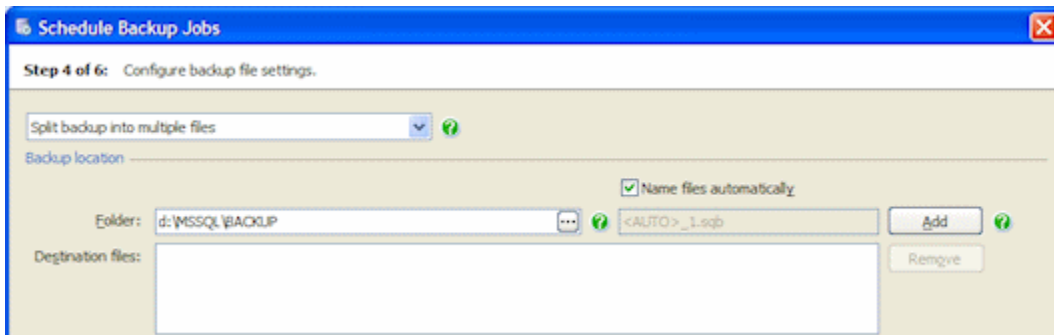 Schedule Backup Jobs
Step 4 of 6: Configure backup file settings.
Split backup into multiple files
Backup location
Name files automatically
Folder: d:\MSSQL\BACKUP ... <AUTO>_1.sqb Add
Destination files: Remove